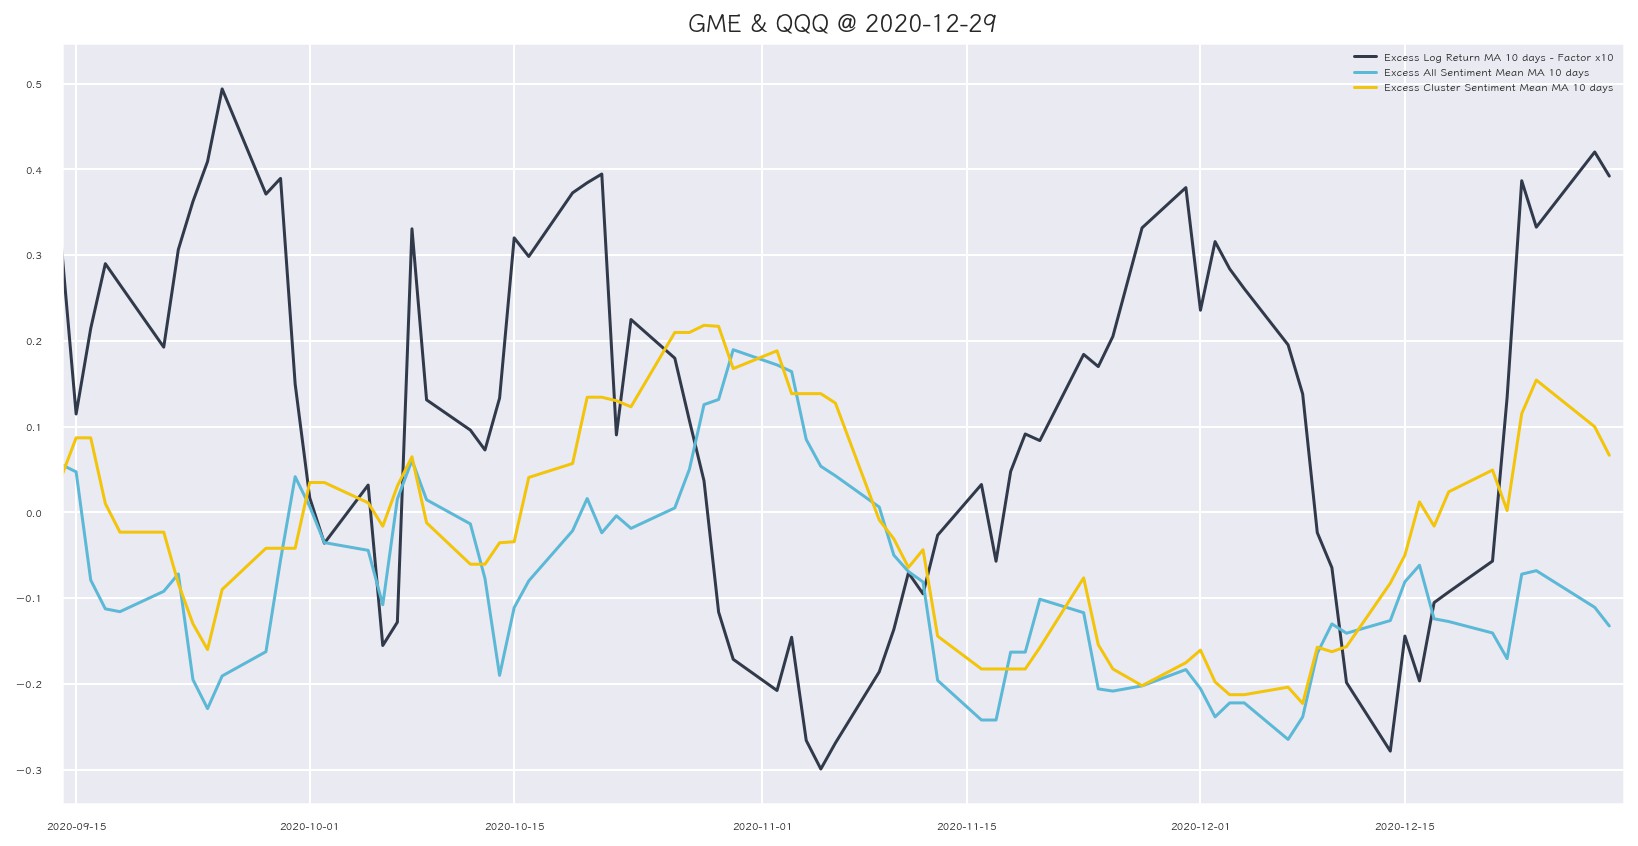 GME & QQQ @ 2020-12-29
Excess Log Return MA 10 days - Factor x10
Excess All Sentiment Mean MA 10 days
Excess Cluster Sentiment Mean MA 10 days
0.5
0.4
0.3
0.2
0.1
0.0
−0.1
−0.2
−0.3
2020-09-15 2020-10-01 2020-10-15 2020-11-01 2020-11-15 2020-12-01 2020-12-15